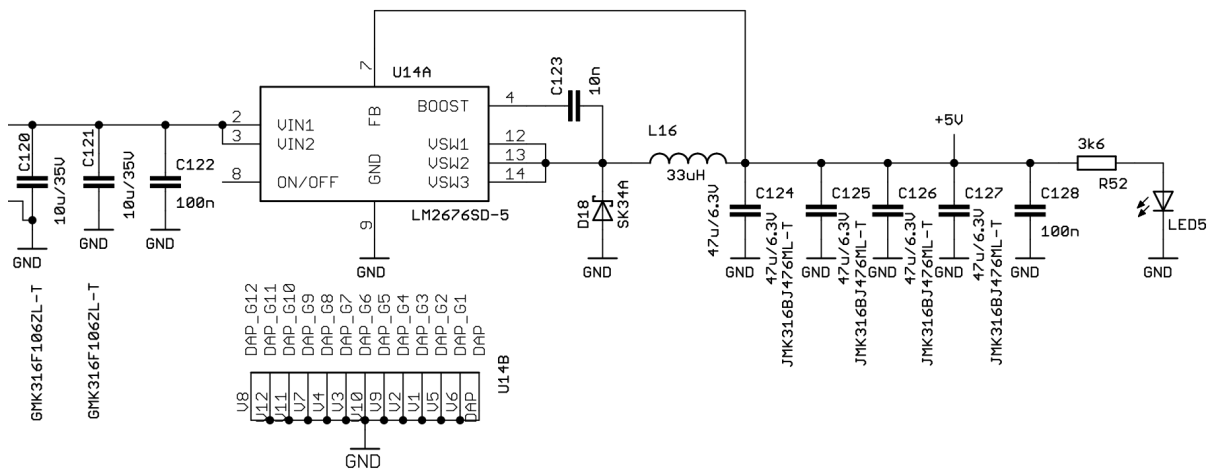 7
U14A
C123
10n
2
VIN1
3
VIN2
8
ON/OFF
FB
GND
BOOST
4
VSW1
12
VSW2
13
VSW3
14
9
LM2676SD-5
GND
C120
10u/35V
GND
GMK316F106ZL-T
C121
10u/35V
GND
GMK316F106ZL-T
C122
100n
GND
D18
SK34A
GND
L16
33uH
+5V
C124
47u/6.3V
GND
JMK316BJ476ML-T
C125
47u/6.3V
GND
JMK316BJ476ML-T
C126
47u/6.3V
GND
JMK316BJ476ML-T
C127
47u/6.3V
GND
JMK316BJ476ML-T
C128
100n
GND
3k6
R52
LED5
GND
DAP_G12
DAP_G11
DAP_G10
DAP_G9
DAP_G8
DAP_G7
DAP_G6
DAP_G5
DAP_G4
DAP_G3
DAP_G2
DAP_G1
DAP
U14B
V8
V12
V11
V7
V4
V3
V10
V9
V2
V1
V5
V6
DAP
GND